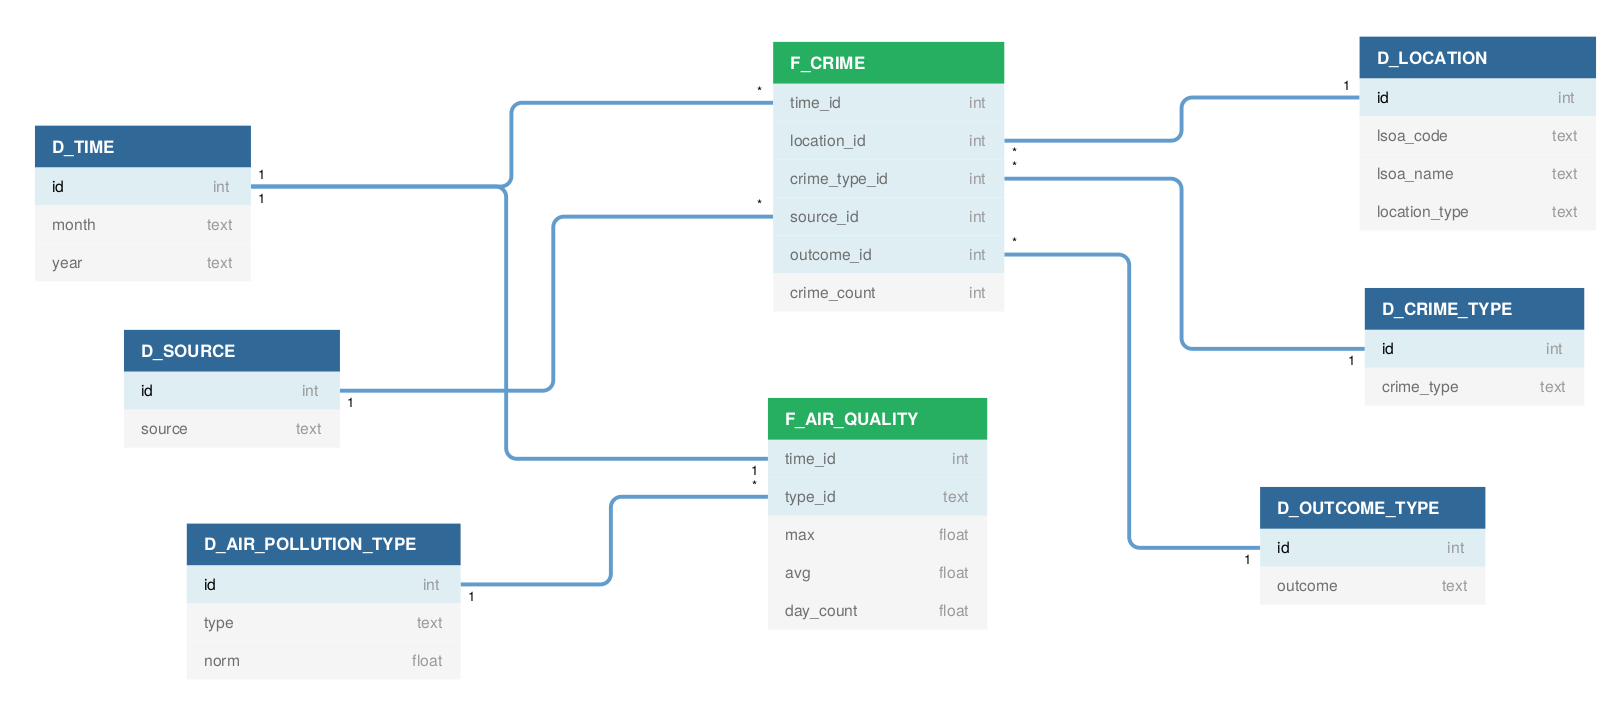 F_CRIME
time_id int
location_id int
crime_type_id int
source_id int
outcome_id int
crime_count int
D_LOCATION
id int
lsoa_code text
lsoa_name text
location_type text
D_TIME
id int
month text
year text
D_SOURCE
id int
source text
D_CRIME_TYPE
id int
crime_type text
F_AIR_QUALITY
time_id int
type_id text
max float
avg float
day_count float
D_AIR_POLLUTION_TYPE
id int
type text
norm float
D_OUTCOME_TYPE
id int
outcome text
*
1
*
*
1
1
*
*
1
1
1
*
1
1